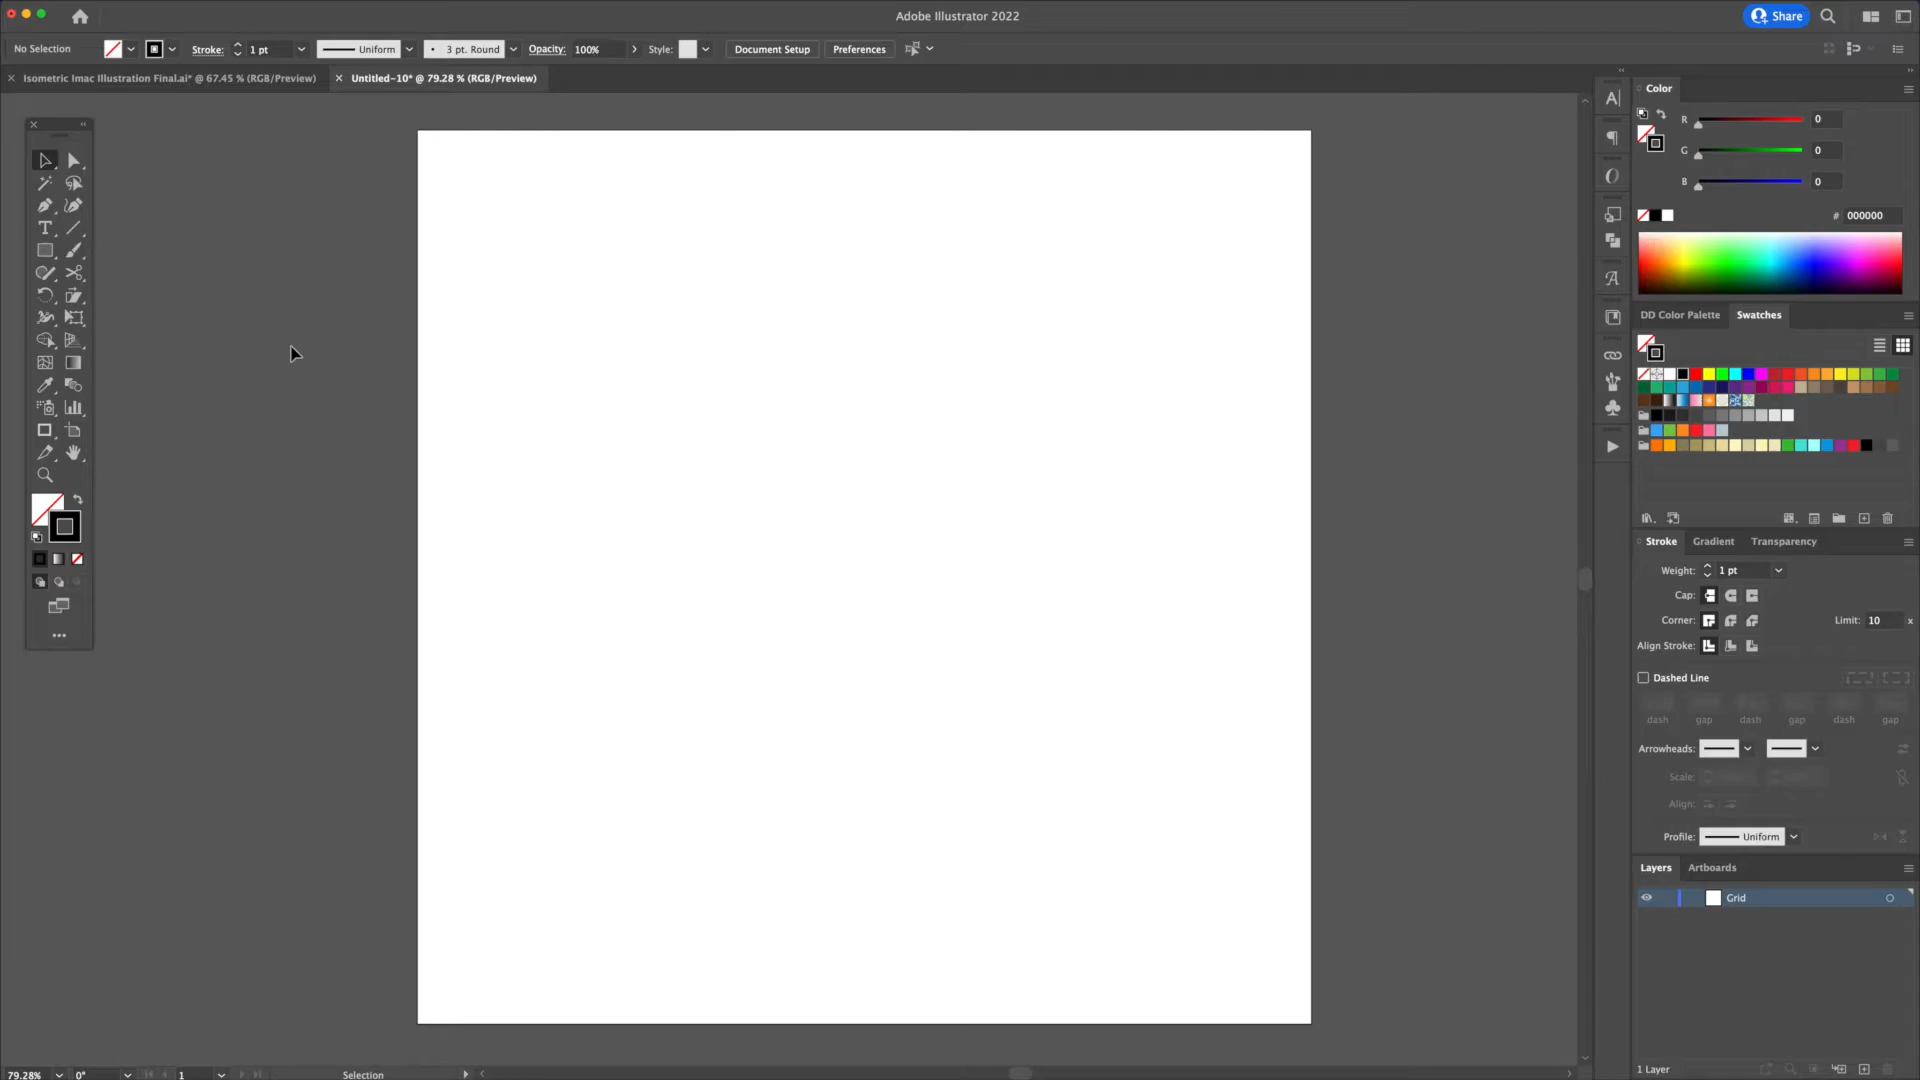 Adobe Illustrator 2022
Share
No Selection
Stroke: 1 pt
Uniform
3 pt. Round
Opacity: 100%
Style:
Document Setup
Preferences
Isometric Imac Illustration Final.ai* @ 67.45 % (RGB/Preview)
Untitled-10* @ 79.28 % (RGB/Preview)
Color
R 0
G 0
B 0
# 000000
DD Color Palette
Swatches
Stroke
Gradient
Transparency
Weight: 1 pt
Cap:
Corner:
Limit: 10 x
Align Stroke:
Dashed Line
dash gap dash gap dash gap
Arrowheads:
Scale:
Align:
Profile: Uniform
Layers
Artboards
Grid
1 Layer
79.28%
0°
1
Selection